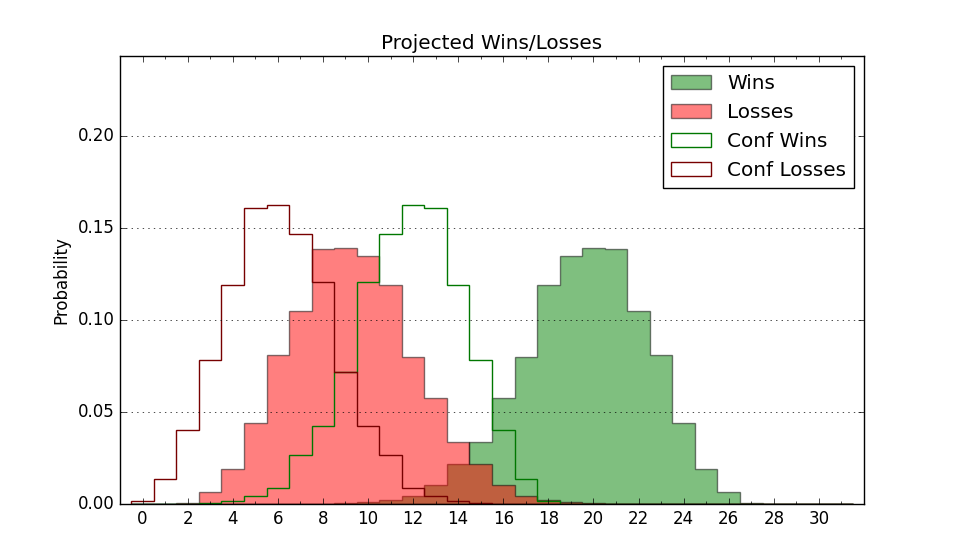 Projected Wins/Losses
Wins
Losses
Conf Wins
Conf Losses
Probability
0.20
0.15
0.10
0.05
0.00
0 2 4 6 8 10 12 14 16 18 20 22 24 26 28 30